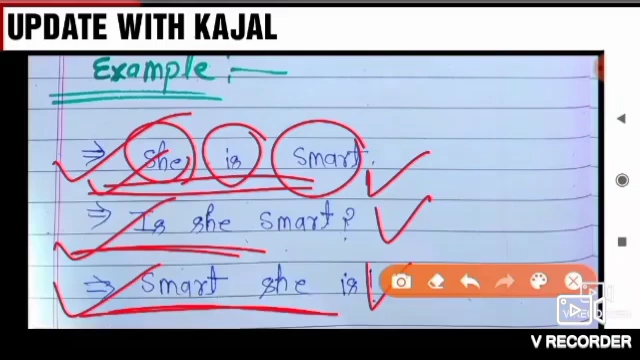 UPDATE WITH KAJAL
Example :-
⇒ She is Smart.
⇒ Is she smart?
⇒ Smart she is!
V RECORDER